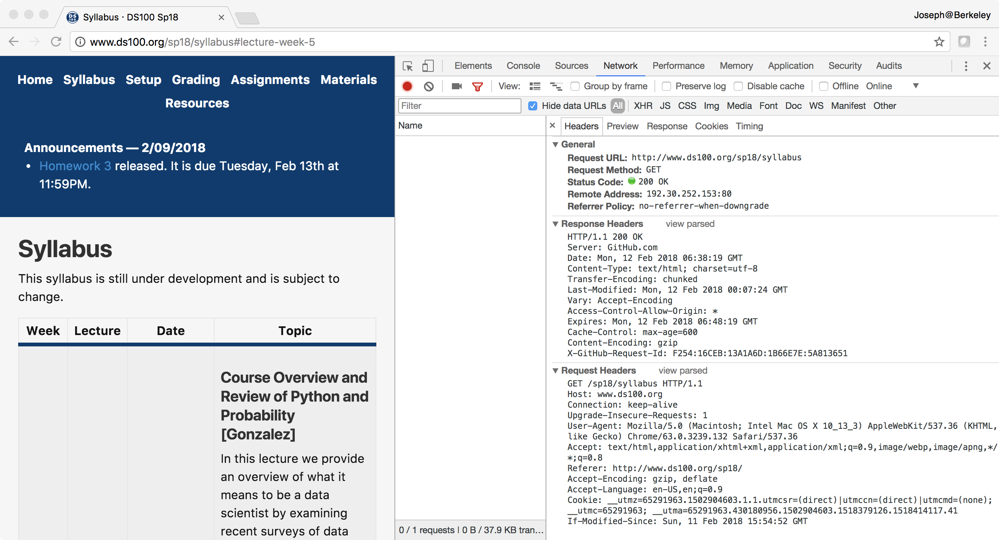 DS100 Syllabus · DS100 Sp18
Joseph@Berkeley
www.ds100.org/sp18/syllabus#lecture-week-5
Home Syllabus Setup Grading Assignments Materials
Resources
Announcements — 2/09/2018
• Homework 3 released. It is due Tuesday, Feb 13th at
11:59PM.
Syllabus
This syllabus is still under development and is subject to
change.
Week Lecture Date Topic
Course Overview and
Review of Python and
Probability
[Gonzalez]
In this lecture we provide
an overview of what it
means to be a data
scientist by examining
recent surveys of data
Elements Console Sources Network Performance Memory Application Security Audits
View: Group by frame Preserve log Disable cache Offline Online
Filter Hide data URLs All XHR JS CSS Img Media Font Doc WS Manifest Other
Name
0 / 1 requests | 0 B / 37.9 KB tran...
Headers Preview Response Cookies Timing
General
Request URL: http://www.ds100.org/sp18/syllabus
Request Method: GET
Status Code: 200 OK
Remote Address: 192.30.252.153:80
Referrer Policy: no-referrer-when-downgrade
Response Headers view parsed
HTTP/1.1 200 OK
Server: GitHub.com
Date: Mon, 12 Feb 2018 06:38:19 GMT
Content-Type: text/html; charset=utf-8
Transfer-Encoding: chunked
Last-Modified: Mon, 12 Feb 2018 00:07:24 GMT
Vary: Accept-Encoding
Access-Control-Allow-Origin: *
Expires: Mon, 12 Feb 2018 06:48:19 GMT
Cache-Control: max-age=600
Content-Encoding: gzip
X-GitHub-Request-Id: F254:16CEB:13A1A6D:1B66E7E:5A813651
Request Headers view parsed
GET /sp18/syllabus HTTP/1.1
Host: www.ds100.org
Connection: keep-alive
Upgrade-Insecure-Requests: 1
User-Agent: Mozilla/5.0 (Macintosh; Intel Mac OS X 10_13_3) AppleWebKit/537.36 (KHTML,
like Gecko) Chrome/63.0.3239.132 Safari/537.36
Accept: text/html,application/xhtml+xml,application/xml;q=0.9,image/webp,image/apng,*/
*;q=0.8
Referer: http://www.ds100.org/sp18/
Accept-Encoding: gzip, deflate
Accept-Language: en-US,en;q=0.9
Cookie: __utmz=65291963.1502904603.1.1.utmcsr=(direct)|utmccn=(direct)|utmcmd=(none);
__utmc=65291963; __utma=65291963.430180956.1502904603.1518379126.1518414117.41
If-Modified-Since: Sun, 11 Feb 2018 15:54:52 GMT